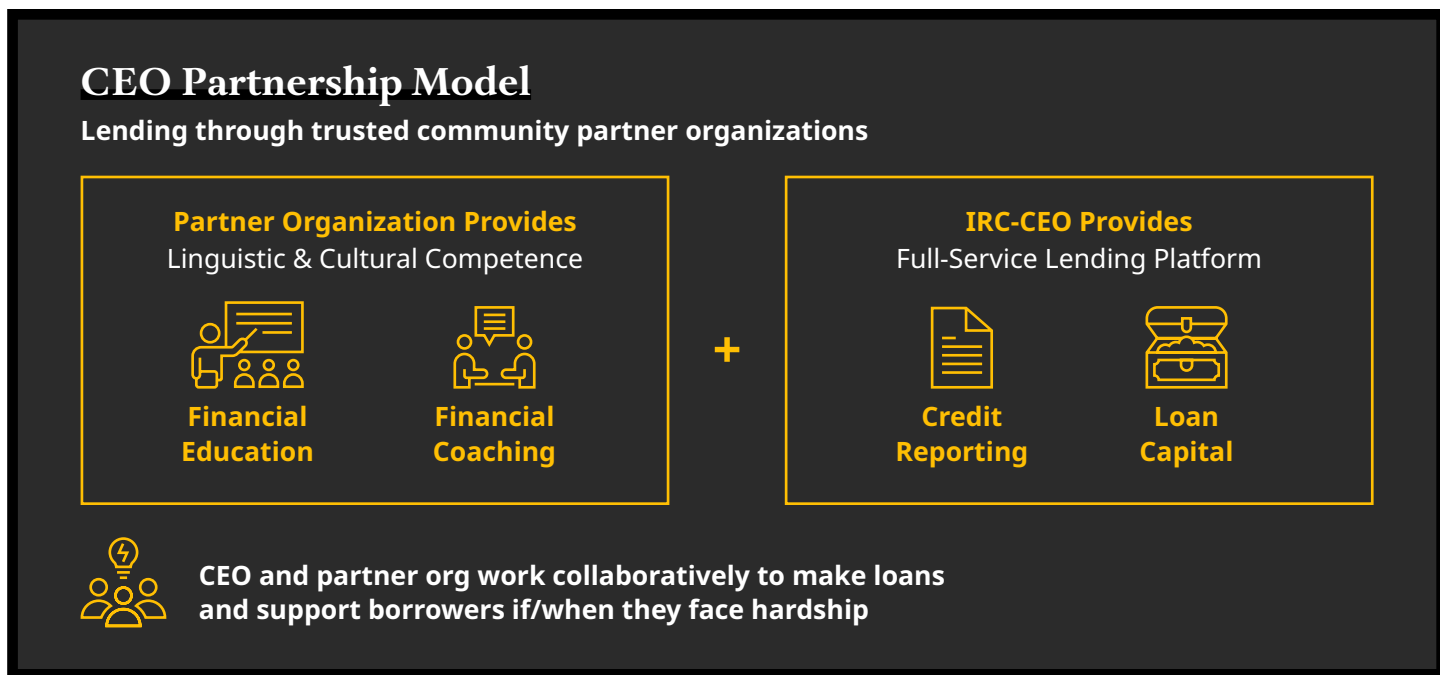 CEO Partnership Model
Lending through trusted community partner organizations
Partner Organization Provides
Linguistic & Cultural Competence
Financial
Education
Financial
Coaching
+
IRC-CEO Provides
Full-Service Lending Platform
Credit
Reporting
Loan
Capital
CEO and partner org work collaboratively to make loans
and support borrowers if/when they face hardship